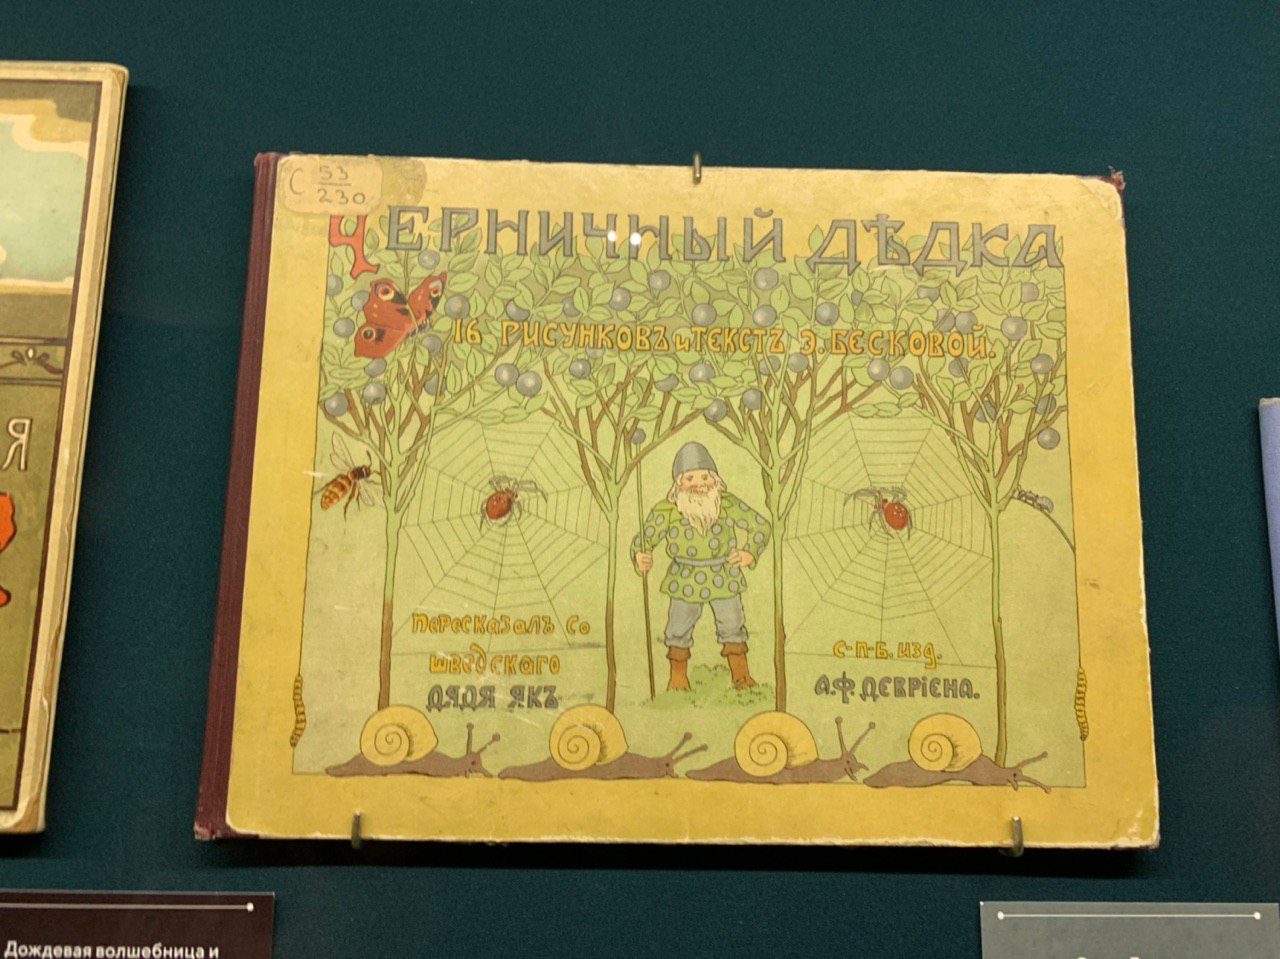 С 53
230
ЧЕРНИЧНЫЙ ДѢДКА
16 РИСУНКОВЪ и ТЕКСТЪ Э. БЕСКОВОЙ.
ПЕРЕСКАЗАЛЪ СО
ШВЕДСКАГО
ДЯДЯ ЯКЪ.
С-П-Б. ИЗД.
А.Ф. ДЕВРІЕНА.
Я
Дождевая волшебница и